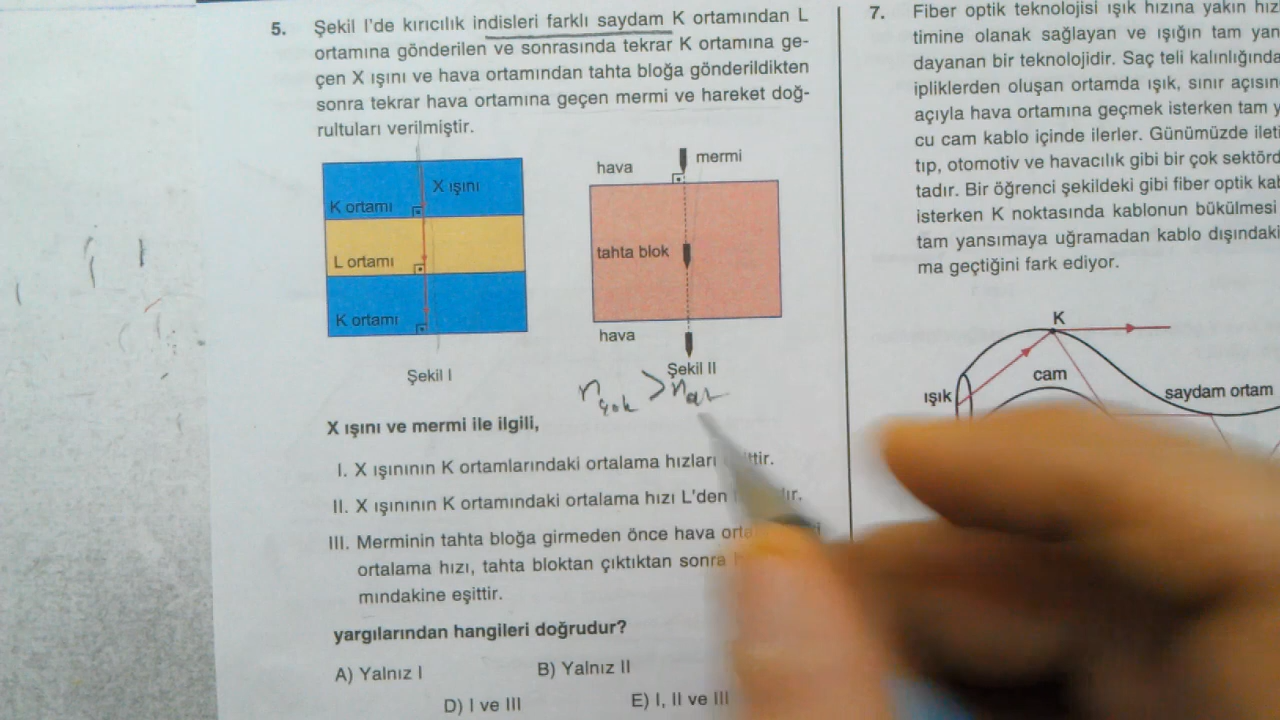 5. Şekil I'de kırıcılık indisleri farklı saydam K ortamından L
ortamına gönderilen ve sonrasında tekrar K ortamına ge-
çen X ışını ve hava ortamından tahta bloğa gönderildikten
sonra tekrar hava ortamına geçen mermi ve hareket doğ-
rultuları verilmiştir.
X ışını
K ortamı
L ortamı
K ortamı
Şekil I
hava
mermi
tahta blok
hava
Şekil II
nçok > naz
X ışını ve mermi ile ilgili,
I. X ışınının K ortamlarındaki ortalama hızları
II. X ışınının K ortamındaki ortalama hızı L'den
III. Merminin tahta bloğa girmeden önce hava
ortalama hızı, tahta bloktan çıktıktan sonra
mındakine eşittir.
yargılarından hangileri doğrudur?
A) Yalnız I
B) Yalnız II
D) I ve III
E) I, II ve III
7. Fiber optik teknolojisi ışık hızına yakın
timine olanak sağlayan ve ışığın tam
dayanan bir teknolojidir. Saç teli kalınlığında
ipliklerden oluşan ortamda ışık, sınır
açıyla hava ortamına geçmek isterken tam
cu cam kablo içinde ilerler. Günümüzde
tıp, otomotiv ve havacılık gibi bir çok
tadır. Bir öğrenci şekildeki gibi fiber optik
isterken K noktasında kablonun bükülmesi
tam yansımaya uğramadan kablo dışındaki
ma geçtiğini fark ediyor.
K
cam
ışık
saydam ortam